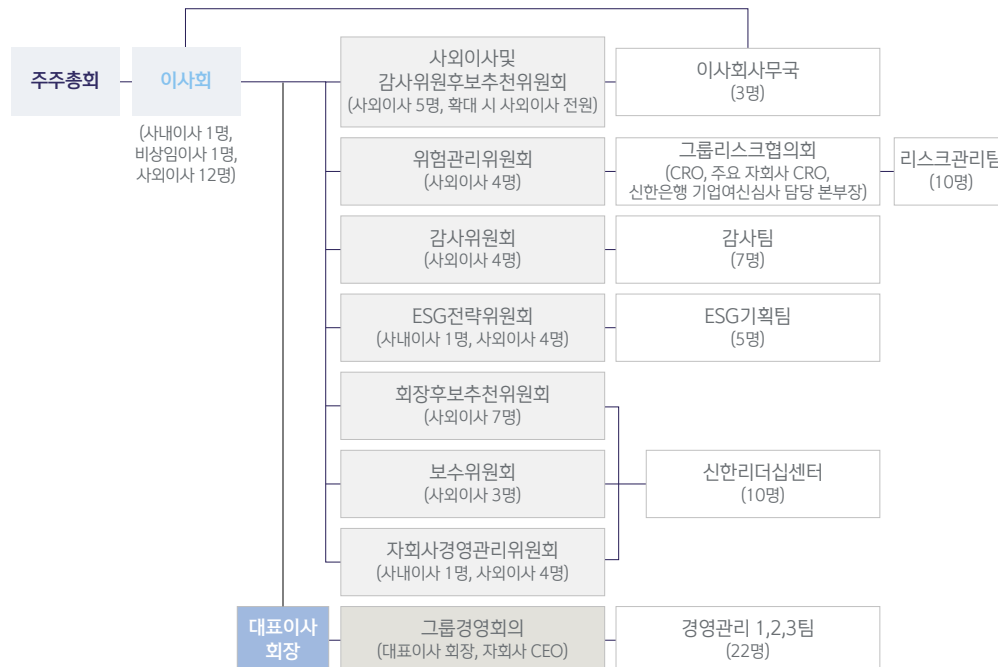 주주총회
이사회
(사내이사 1명,
비상임이사 1명,
사외이사 12명)
사외이사및
감사위원후보추천위원회
(사외이사 5명, 확대 시 사외이사 전원)
이사회사무국
(3명)
위험관리위원회
(사외이사 4명)
그룹리스크협의회
(CRO, 주요 자회사 CRO,
신한은행 기업여신심사 담당 본부장)
리스크관리팀
(10명)
감사위원회
(사외이사 4명)
감사팀
(7명)
ESG전략위원회
(사내이사 1명, 사외이사 4명)
ESG기획팀
(5명)
회장후보추천위원회
(사외이사 7명)
보수위원회
(사외이사 3명)
신한리더십센터
(10명)
자회사경영관리위원회
(사내이사 1명, 사외이사 4명)
대표이사
회장
그룹경영회의
(대표이사 회장, 자회사 CEO)
경영관리 1,2,3팀
(22명)